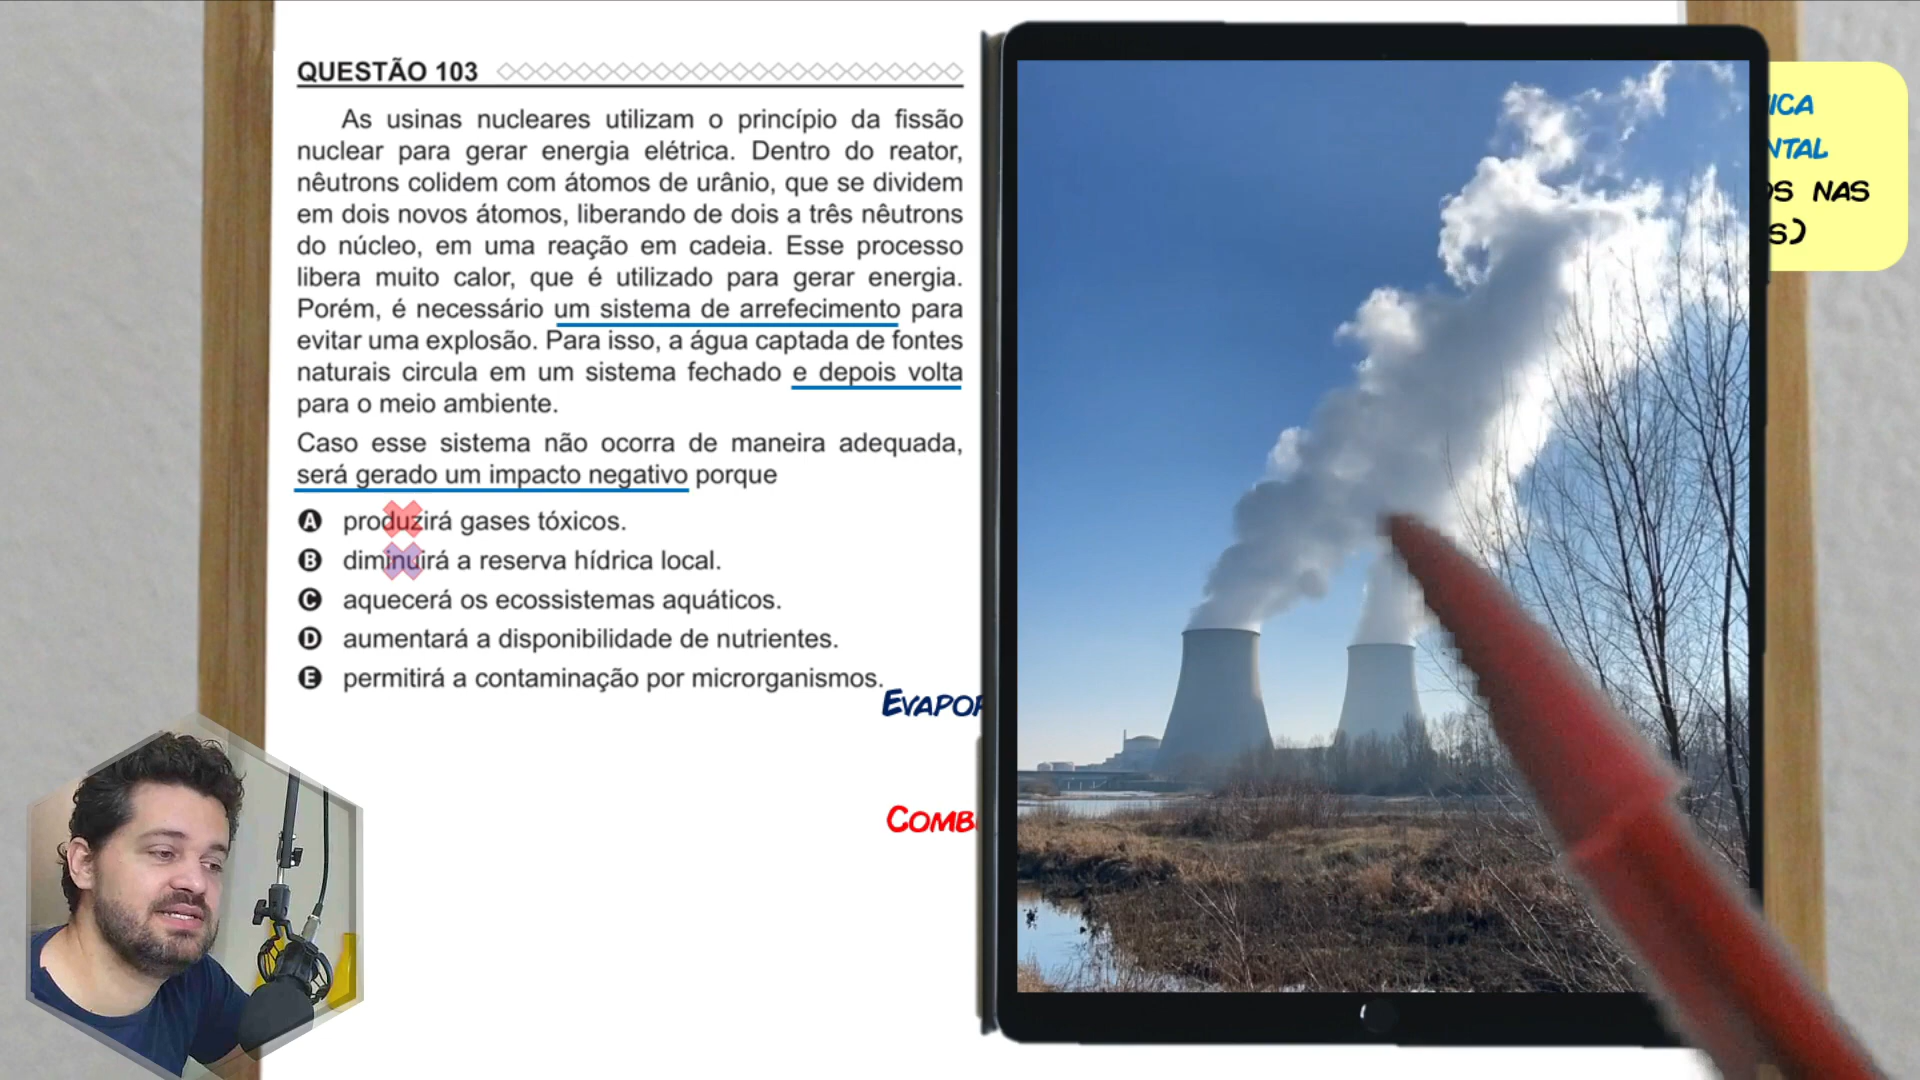 QUESTÃO 103
As usinas nucleares utilizam o princípio da fissão
nuclear para gerar energia elétrica. Dentro do reator,
nêutrons colidem com átomos de urânio, que se dividem
em dois novos átomos, liberando de dois a três nêutrons
do núcleo, em uma reação em cadeia. Esse processo
libera muito calor, que é utilizado para gerar energia.
Porém, é necessário um sistema de arrefecimento para
evitar uma explosão. Para isso, a água captada de fontes
naturais circula em um sistema fechado e depois volta
para o meio ambiente.
Caso esse sistema não ocorra de maneira adequada,
será gerado um impacto negativo porque
A produzirá gases tóxicos.
B diminuirá a reserva hídrica local.
C aquecerá os ecossistemas aquáticos.
D aumentará a disponibilidade de nutrientes.
E permitirá a contaminação por microrganismos.
NAS